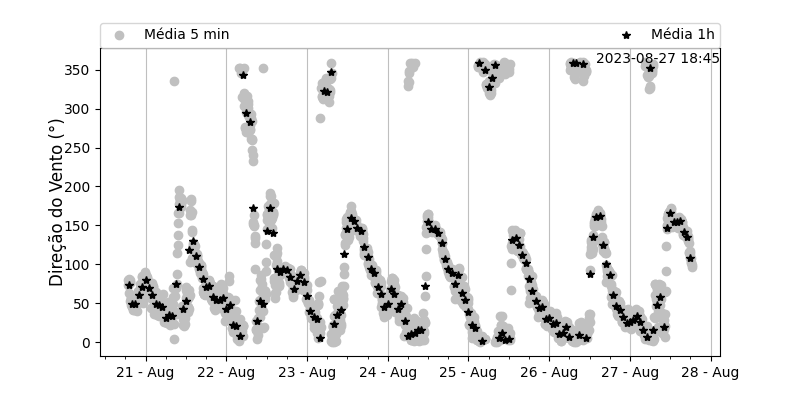 Média 5 min
Média 1h
2023-08-27 18:45
Direção do Vento (°)
350
300
250
200
150
100
50
0
21 - Aug
22 - Aug
23 - Aug
24 - Aug
25 - Aug
26 - Aug
27 - Aug
28 - Aug